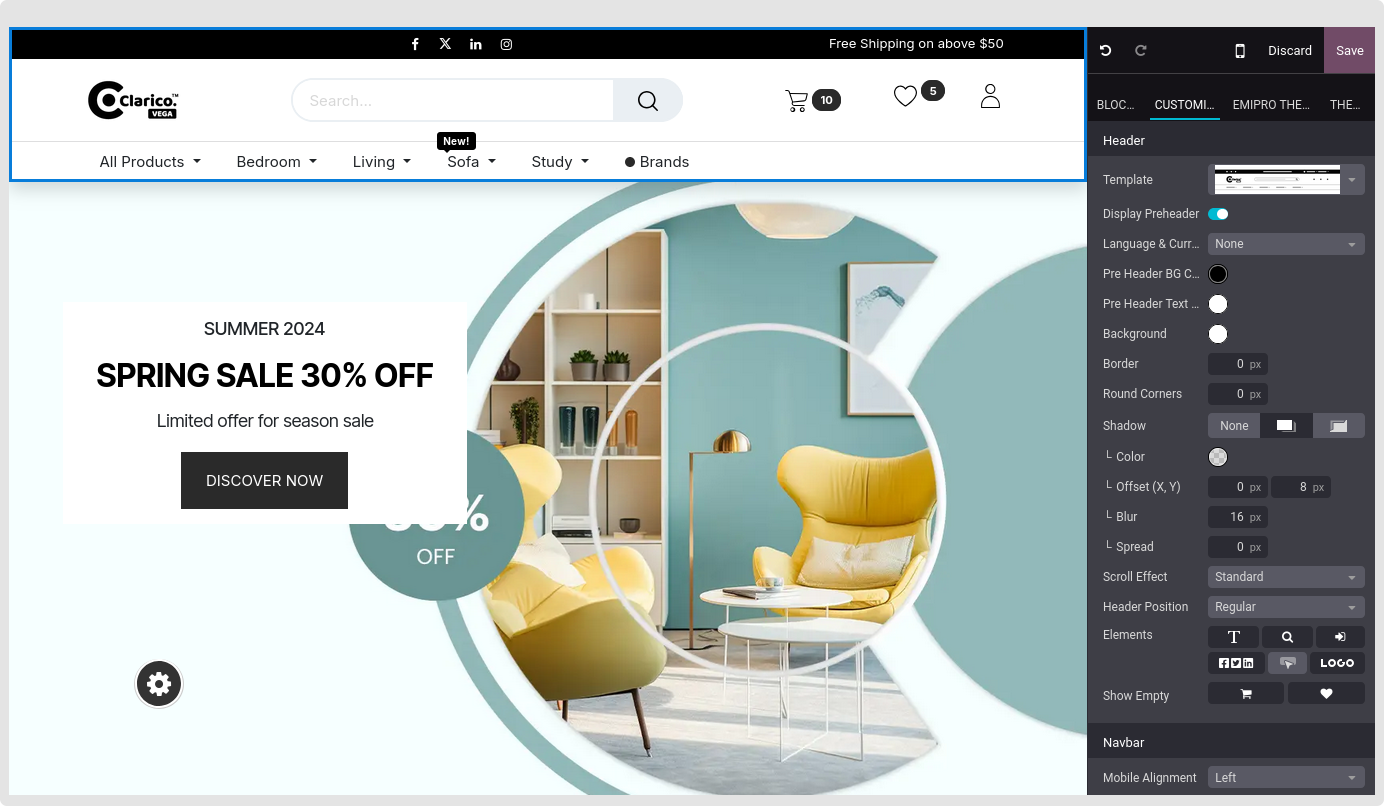 Free Shipping on above $50
Clarico.™
VEGA
Search...
10
5
New!
All Products
Bedroom
Living
Sofa
Study
Brands
SUMMER 2024
SPRING SALE 30% OFF
Limited offer for season sale
DISCOVER NOW
%
OFF
Discard
Save
BLOC...
CUSTOMI...
EMIPRO THE...
THE...
Header
Template
Display Preheader
Language & Curr...
None
Pre Header BG C...
Pre Header Text ...
Background
Border
0 px
Round Corners
0 px
Shadow
None
└ Color
└ Offset (X, Y)
0 px
8 px
└ Blur
16 px
└ Spread
0 px
Scroll Effect
Standard
Header Position
Regular
Elements
T
LOGO
Show Empty
Navbar
Mobile Alignment
Left